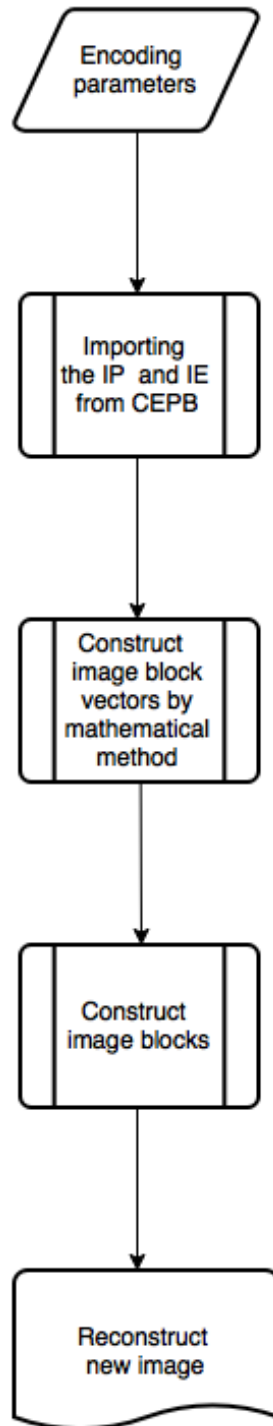 Encoding
parameters
Importing
the IP and IE
from CEPB
Construct
image block
vectors by
mathematical
method
Construct
image blocks
Reconstruct
new image